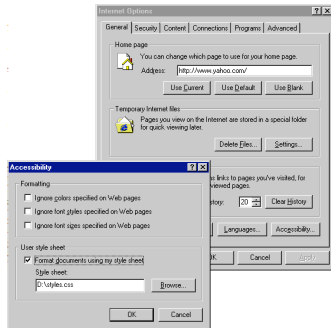 Internet Options
General Security Content Connections Programs Advanced
Home page
You can change which page to use for your home page.
Address: http://www.yahoo.com/
Use Current Use Default Use Blank
Temporary Internet files
Pages you view on the Internet are stored in a special folder
for quick viewing later.
Delete Files... Settings...
links to pages you've visited, for
viewed pages.
20 Clear History
Languages... Accessibility...
Cancel Apply
Accessibility
Formatting
Ignore colors specified on Web pages
Ignore font styles specified on Web pages
Ignore font sizes specified on Web pages
User style sheet
Format documents using my style sheet
Style sheet:
D:\styles.css
Browse...
OK Cancel